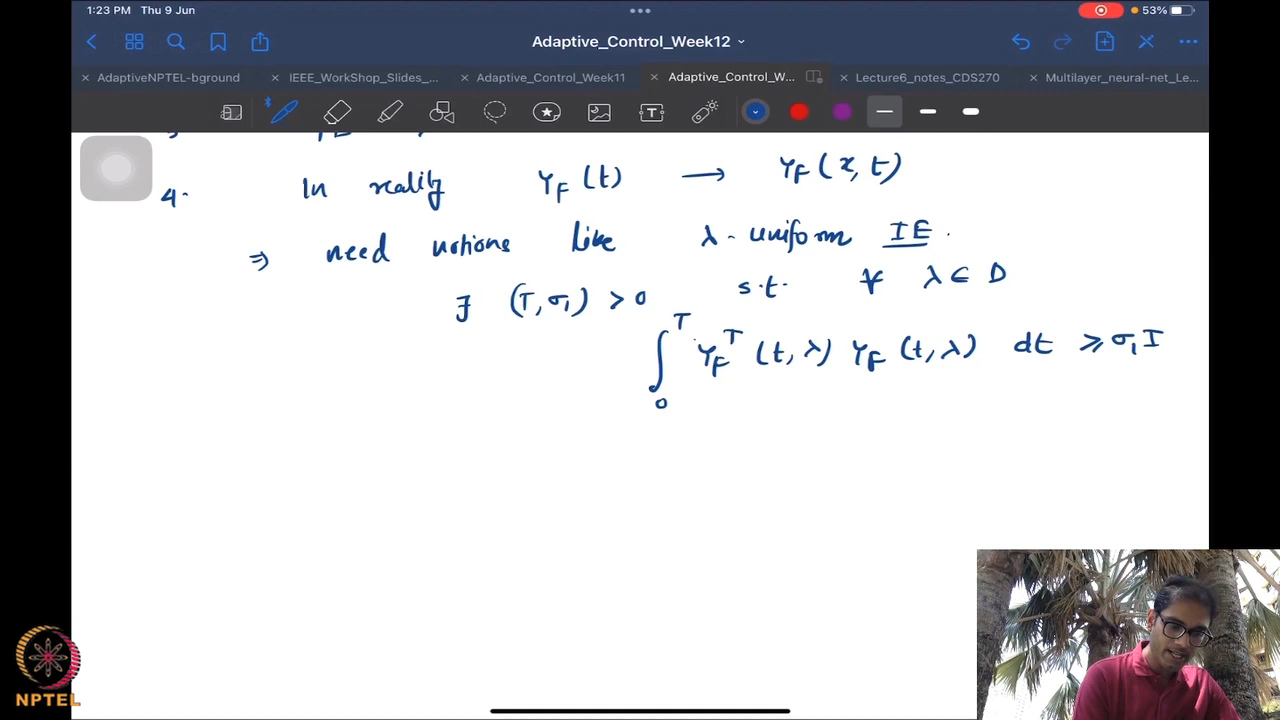 1:23 PM Thu 9 Jun
53%
Adaptive_Control_Week12
AdaptiveNPTEL-bground
IEEE_WorkShop_Slides_...
Adaptive_Control_Week11
Adaptive_Control_W...
Lecture6_notes_CDS270
Multilayer_neural-net_Le...
4. In reality Y_F (t) → Y_F (x, t)
⇒ need notions like λ-uniform IE.
∃ (T, σ₁) > 0 s.t. ∀ λ ∈ D
∫₀ᵀ Y_Fᵀ (t, λ) Y_F (t, λ) dt ≥ σ₁ I
NPTEL